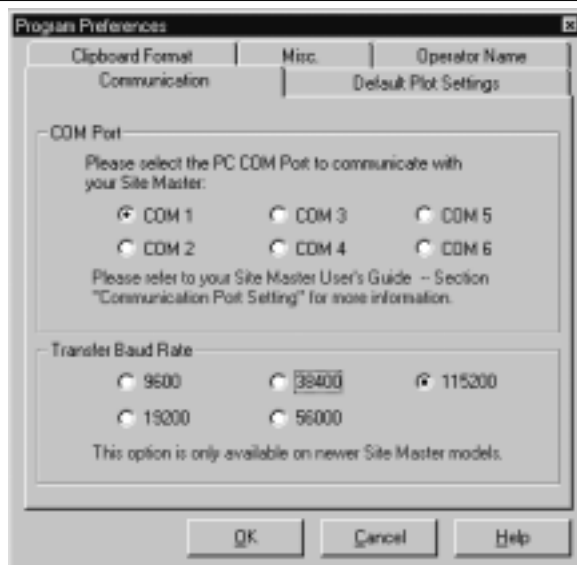 Program Preferences
Clipboard Format Misc. Operator Name
Communication Default Plot Settings
COM Port
Please select the PC COM Port to communicate with
your Site Master:
COM 1 COM 3 COM 5
COM 2 COM 4 COM 6
Please refer to your Site Master User's Guide -- Section
"Communication Port Setting" for more information.
Transfer Baud Rate
9600 38400 115200
19200 56000
This option is only available on newer Site Master models.
OK Cancel Help